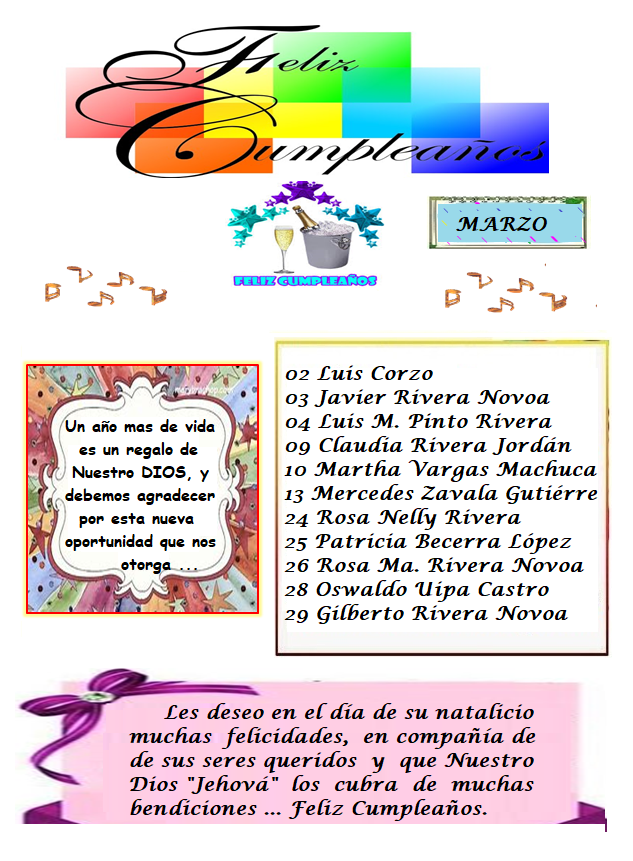 Feliz
Cumpleaños
MARZO
FELIZ CUMPLEAÑOS
02 Luis Corzo
03 Javier Rivera Novoa
04 Luis M. Pinto Rivera
09 Claudia Rivera Jordán
10 Martha Vargas Machuca
13 Mercedes Zavala Gutiérre
24 Rosa Nelly Rivera
25 Patricia Becerra López
26 Rosa Ma. Rivera Novoa
28 Oswaldo Uipa Castro
29 Gilberto Rivera Novoa
Un año mas de vida
es un regalo de
Nuestro DIOS, y
debemos agradecer
por esta nueva
oportunidad que nos
otorga ...
Les deseo en el día de su natalicio
muchas felicidades, en compañía de
de sus seres queridos y que Nuestro
Dios "Jehová" los cubra de muchas
bendiciones ... Feliz Cumpleaños.